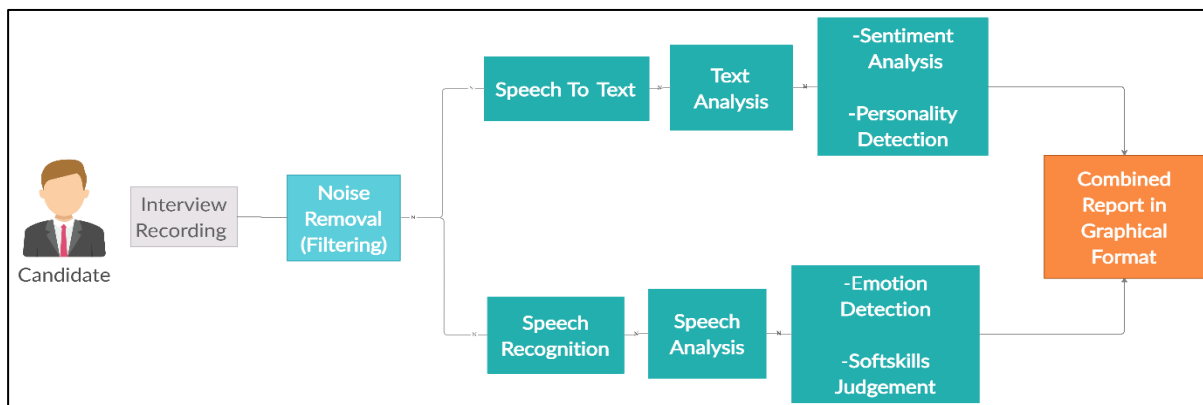 Candidate
Interview
Recording
Noise
Removal
(Filtering)
Speech To Text
Text
Analysis
-Sentiment
Analysis
-Personality
Detection
Speech
Recognition
Speech
Analysis
-Emotion
Detection
-Softskills
Judgement
Combined
Report in
Graphical
Format